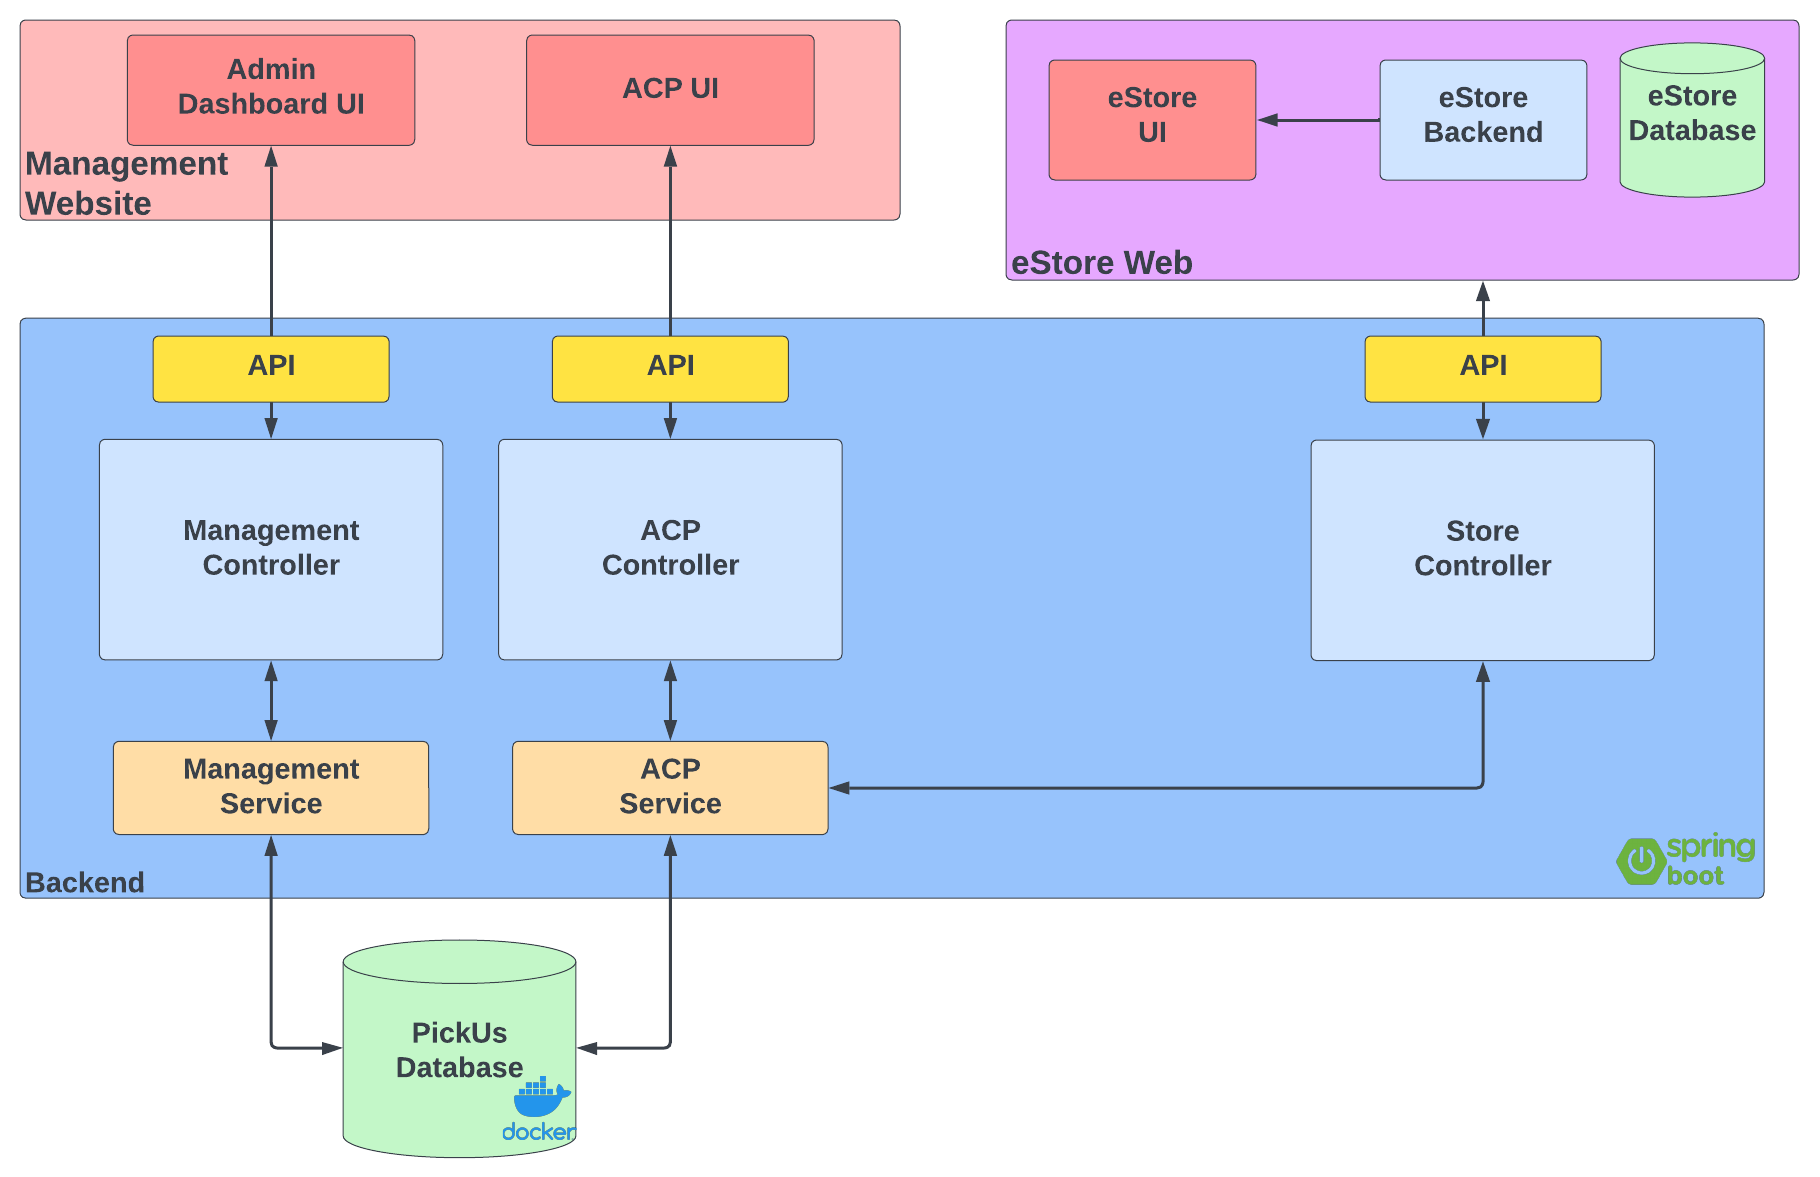 Admin
Dashboard UI
ACP UI
Management
Website
eStore
UI
eStore
Backend
eStore
Database
eStore Web
API
API
API
Management
Controller
ACP
Controller
Store
Controller
Management
Service
ACP
Service
Backend
spring
boot
PickUs
Database
docker